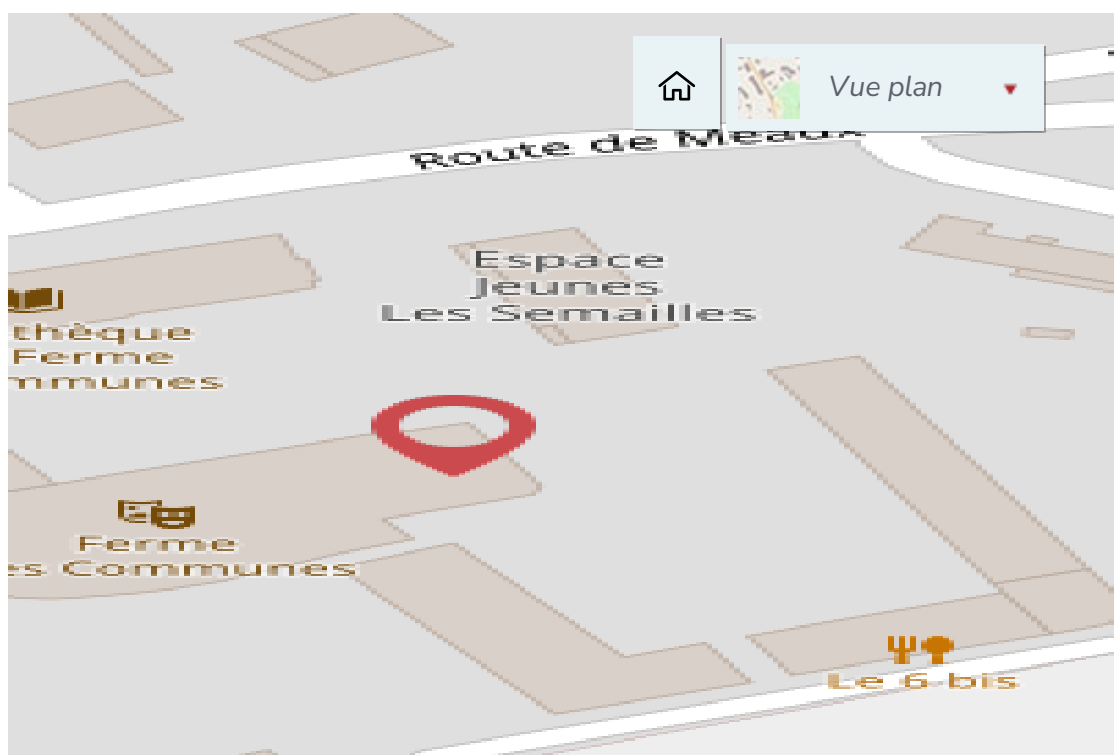 Vue plan
Route de Meaux
Espace
Jeunes
Les Semailles
thèque
Ferme
mmunes
Ferme
es Communes
Le 6 bis